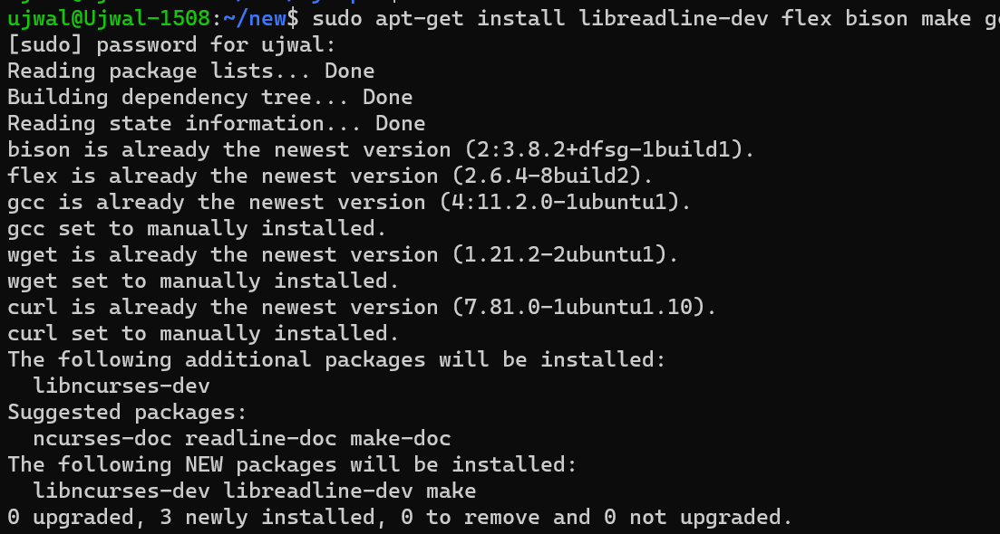 ujwal@Ujwal-1508:~/new$ sudo apt-get install libreadline-dev flex bison make
[sudo] password for ujwal:
Reading package lists... Done
Building dependency tree... Done
Reading state information... Done
bison is already the newest version (2:3.8.2+dfsg-1build1).
flex is already the newest version (2.6.4-8build2).
gcc is already the newest version (4:11.2.0-1ubuntu1).
gcc set to manually installed.
wget is already the newest version (1.21.2-2ubuntu1).
wget set to manually installed.
curl is already the newest version (7.81.0-1ubuntu1.10).
curl set to manually installed.
The following additional packages will be installed:
  libncurses-dev
Suggested packages:
  ncurses-doc readline-doc make-doc
The following NEW packages will be installed:
  libncurses-dev libreadline-dev make
0 upgraded, 3 newly installed, 0 to remove and 0 not upgraded.